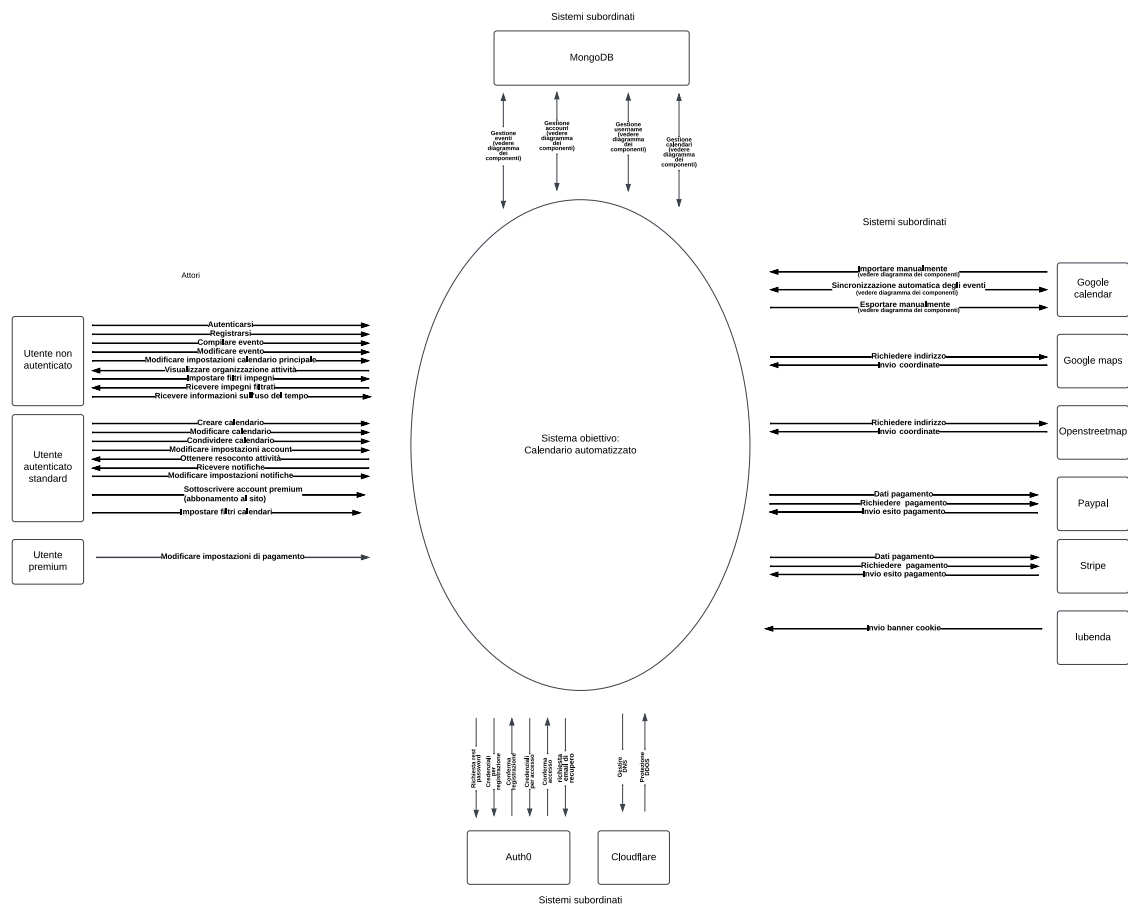 Sistemi subordinati
MongoDB
Gestione
eventi
(vedere
diagramma
dei
componenti)
Gestione
account
(vedere
diagramma
dei
componenti)
Gestione
username
(vedere
diagramma
dei
componenti)
Gestione
calendari
(vedere
diagramma
dei
componenti)
Attori
Utente non
autenticato
Autenticarsi
Registrarsi
Compilare evento
Modificare evento
Modificare impostazioni calendario principale
Visualizzare organizzazione attività
Impostare filtri impegni
Ricevere impegni filtrati
Ricevere informazioni sull'uso del tempo
Utente
autenticato
standard
Creare calendario
Modificare calendario
Condividere calendario
Modificare impostazioni account
Ottenere resoconto attività
Ricevere notifiche
Modificare impostazioni notifiche
Sottoscrivere account premium
(abbonamento al sito)
Impostare filtri calendari
Utente
premium
Modificare impostazioni di pagamento
Sistema obiettivo:
Calendario automatizzato
Sistemi subordinati
Importare manualmente
(vedere diagramma dei componenti)
Sincronizzazione automatica degli eventi
(vedere diagramma dei componenti)
Esportare manualmente
(vedere diagramma dei componenti)
Gogole
calendar
Richiedere indirizzo
Invio coordinate
Google maps
Richiedere indirizzo
Invio coordinate
Openstreetmap
Dati pagamento
Richiedere pagamento
Invio esito pagamento
Paypal
Dati pagamento
Richiedere pagamento
Invio esito pagamento
Stripe
Invio banner cookie
Iubenda
Richiesta rest
password
Credenziali
per
registrazione
Conferma
registrazione
Credenziali
per accesso
Conferma
accesso
richiesta
email di
recupero
Gestire
DNS
Protezione
DDOS
Auth0
Cloudflare
Sistemi subordinati